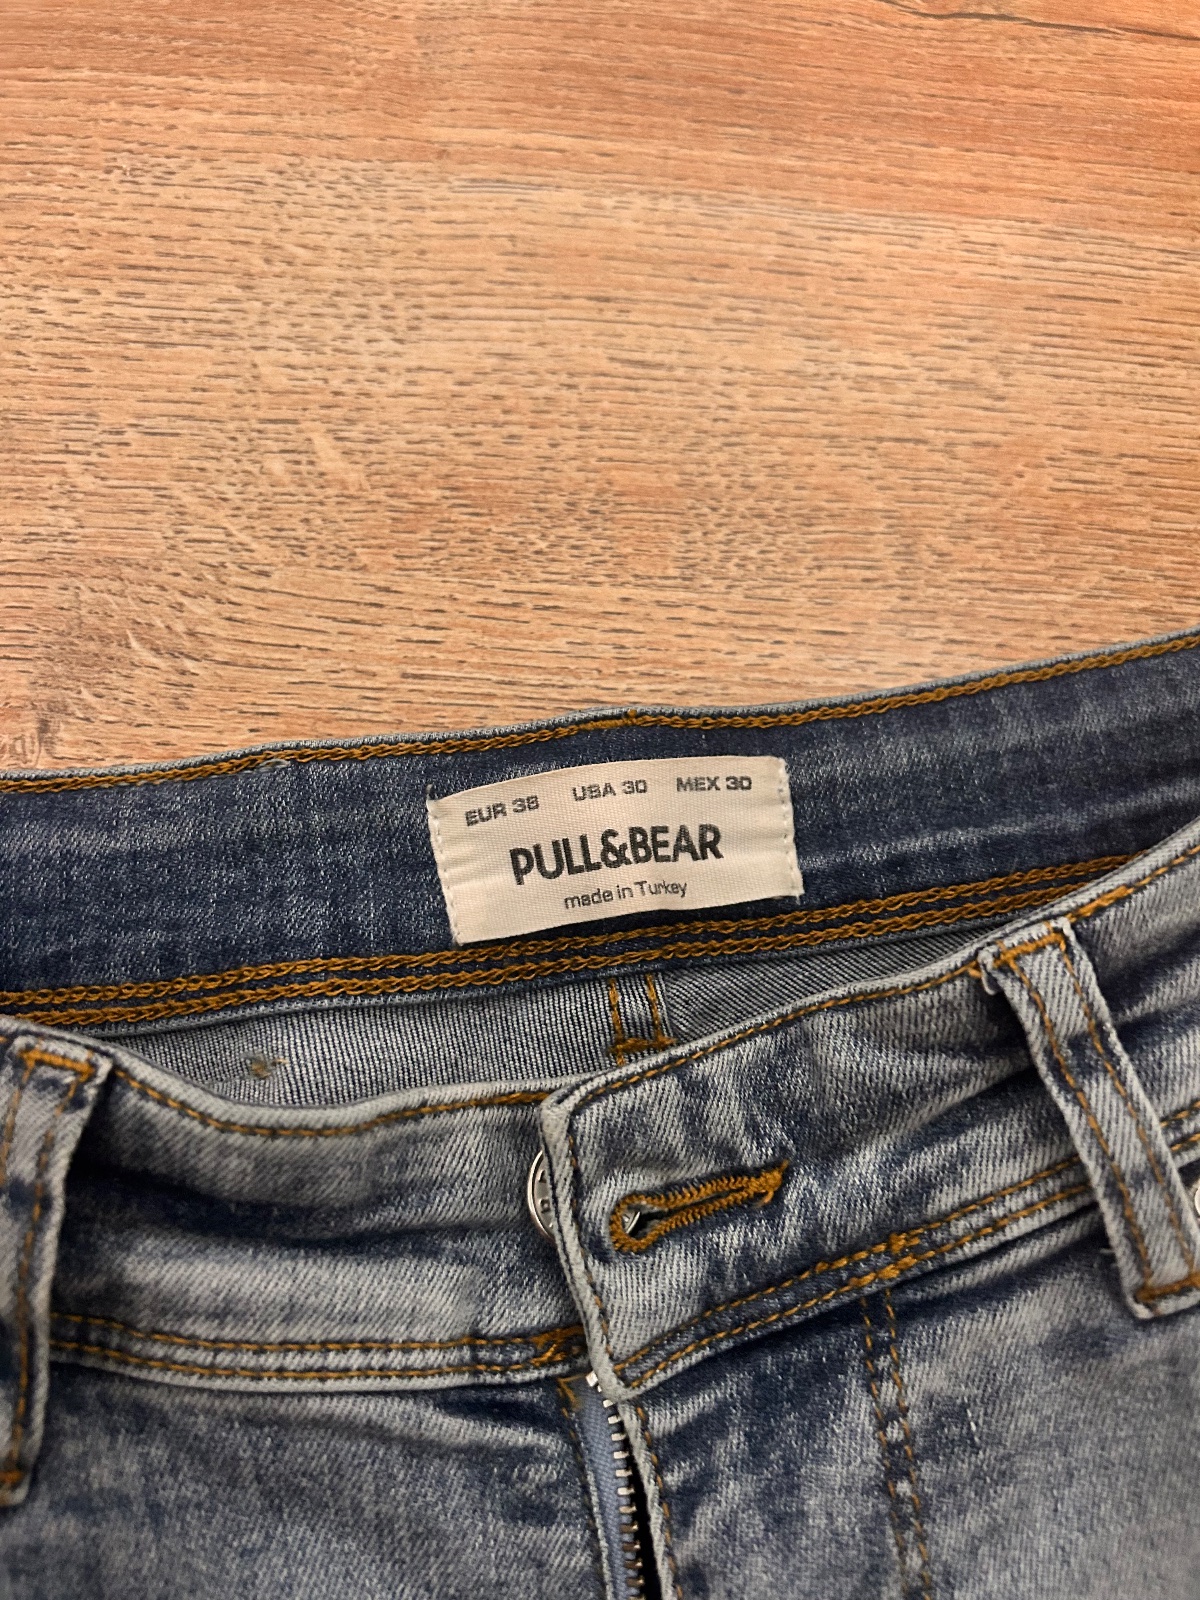 EUR 38 USA 30 MEX 30
PULL&BEAR
made in Turkey